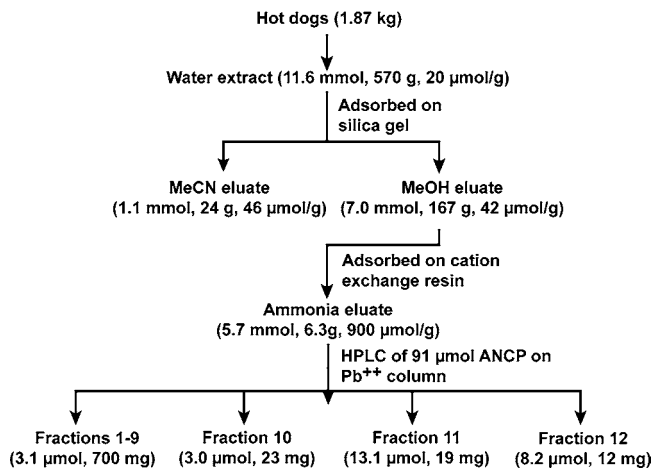 Hot dogs (1.87 kg)
Water extract (11.6 mmol, 570 g, 20 µmol/g)
Adsorbed on
silica gel
MeCN eluate
(1.1 mmol, 24 g, 46 µmol/g)
MeOH eluate
(7.0 mmol, 167 g, 42 µmol/g)
Adsorbed on cation
exchange resin
Ammonia eluate
(5.7 mmol, 6.3g, 900 µmol/g)
HPLC of 91 µmol ANCP on
Pb++ column
Fractions 1-9
(3.1 µmol, 700 mg)
Fraction 10
(3.0 µmol, 23 mg)
Fraction 11
(13.1 µmol, 19 mg)
Fraction 12
(8.2 µmol, 12 mg)